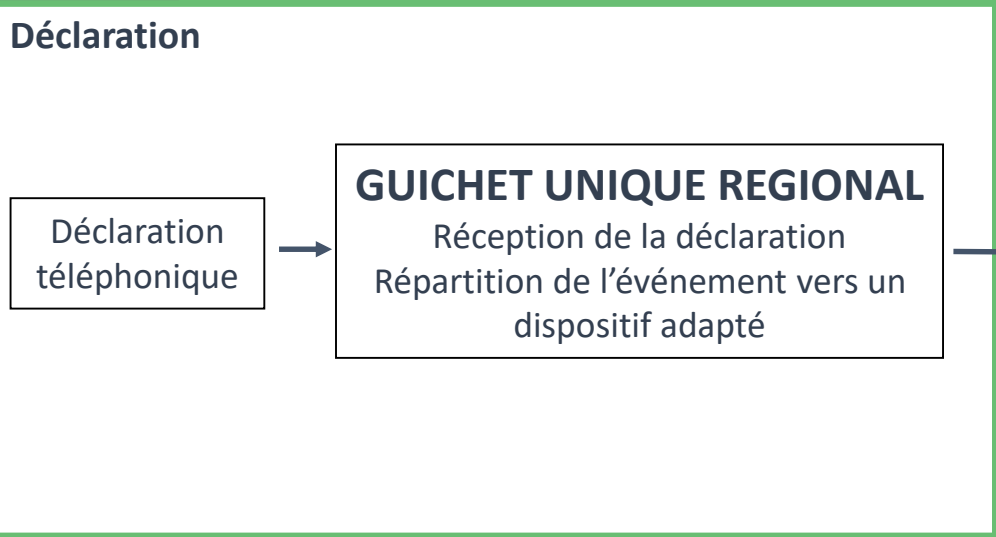 Déclaration
Déclaration
téléphonique
GUICHET UNIQUE REGIONAL
Réception de la déclaration
Répartition de l’événement vers un
dispositif adapté